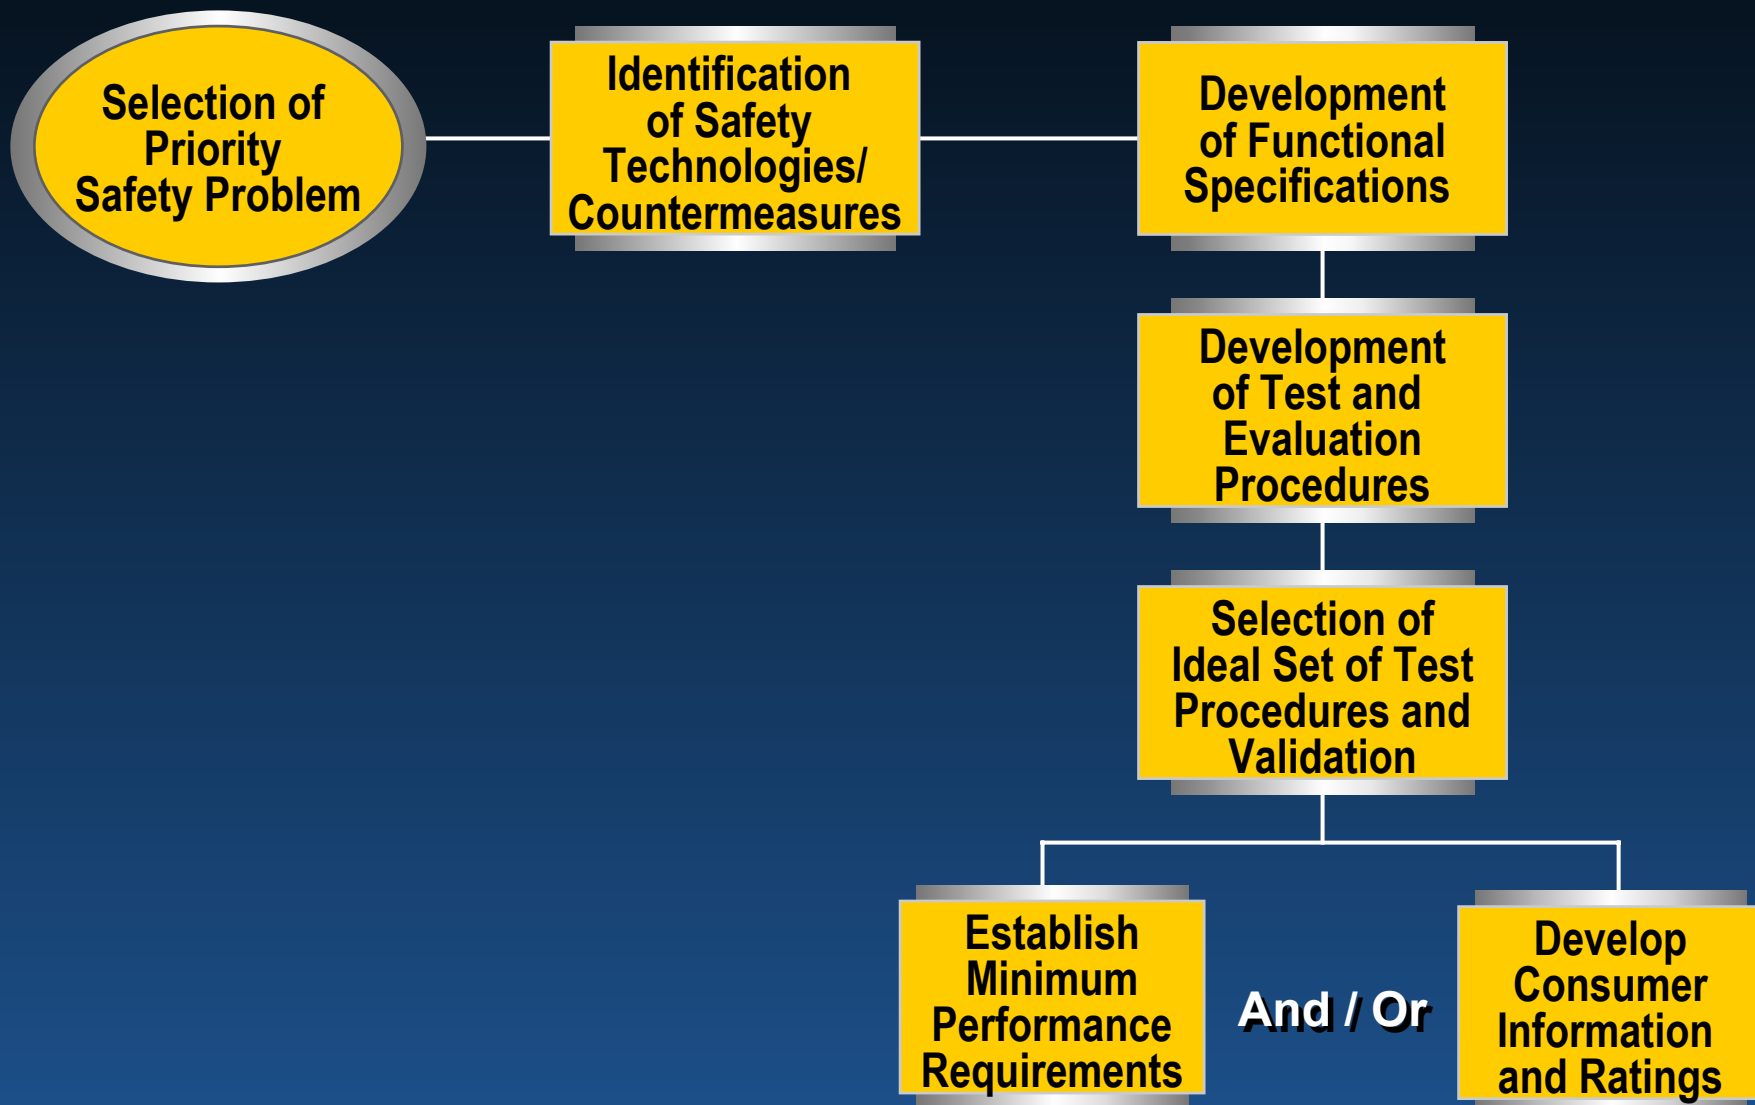 Selection of
Priority
Safety Problem
Identification
of Safety
Technologies/
Countermeasures
Development
of Functional
Specifications
Development
of Test and
Evaluation
Procedures
Selection of
Ideal Set of Test
Procedures and
Validation
Establish
Minimum
Performance
Requirements
And / Or
Develop
Consumer
Information
and Ratings